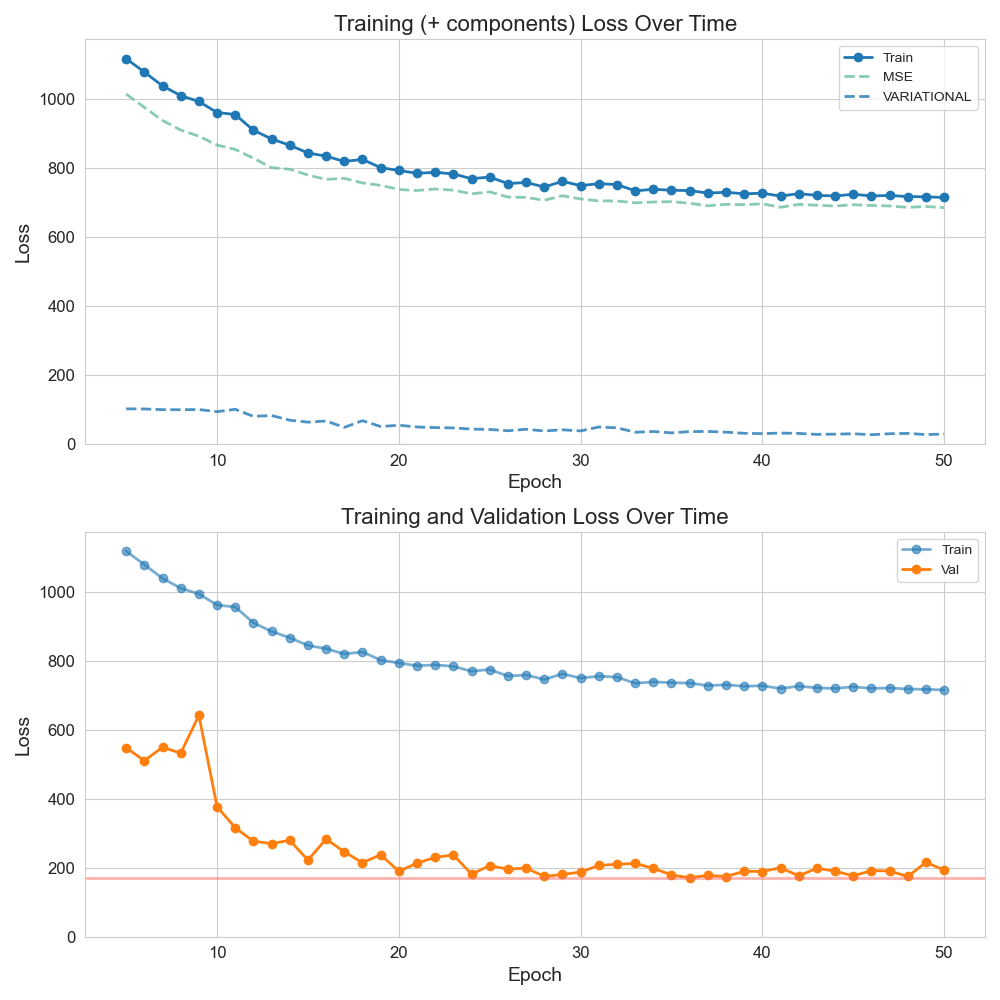 Training (+ components) Loss Over Time
Train
MSE
VARIATIONAL
1000
800
600
400
200
0
Loss
10 20 30 40 50
Epoch
Training and Validation Loss Over Time
Train
Val
1000
800
600
400
200
0
Loss
10 20 30 40 50
Epoch